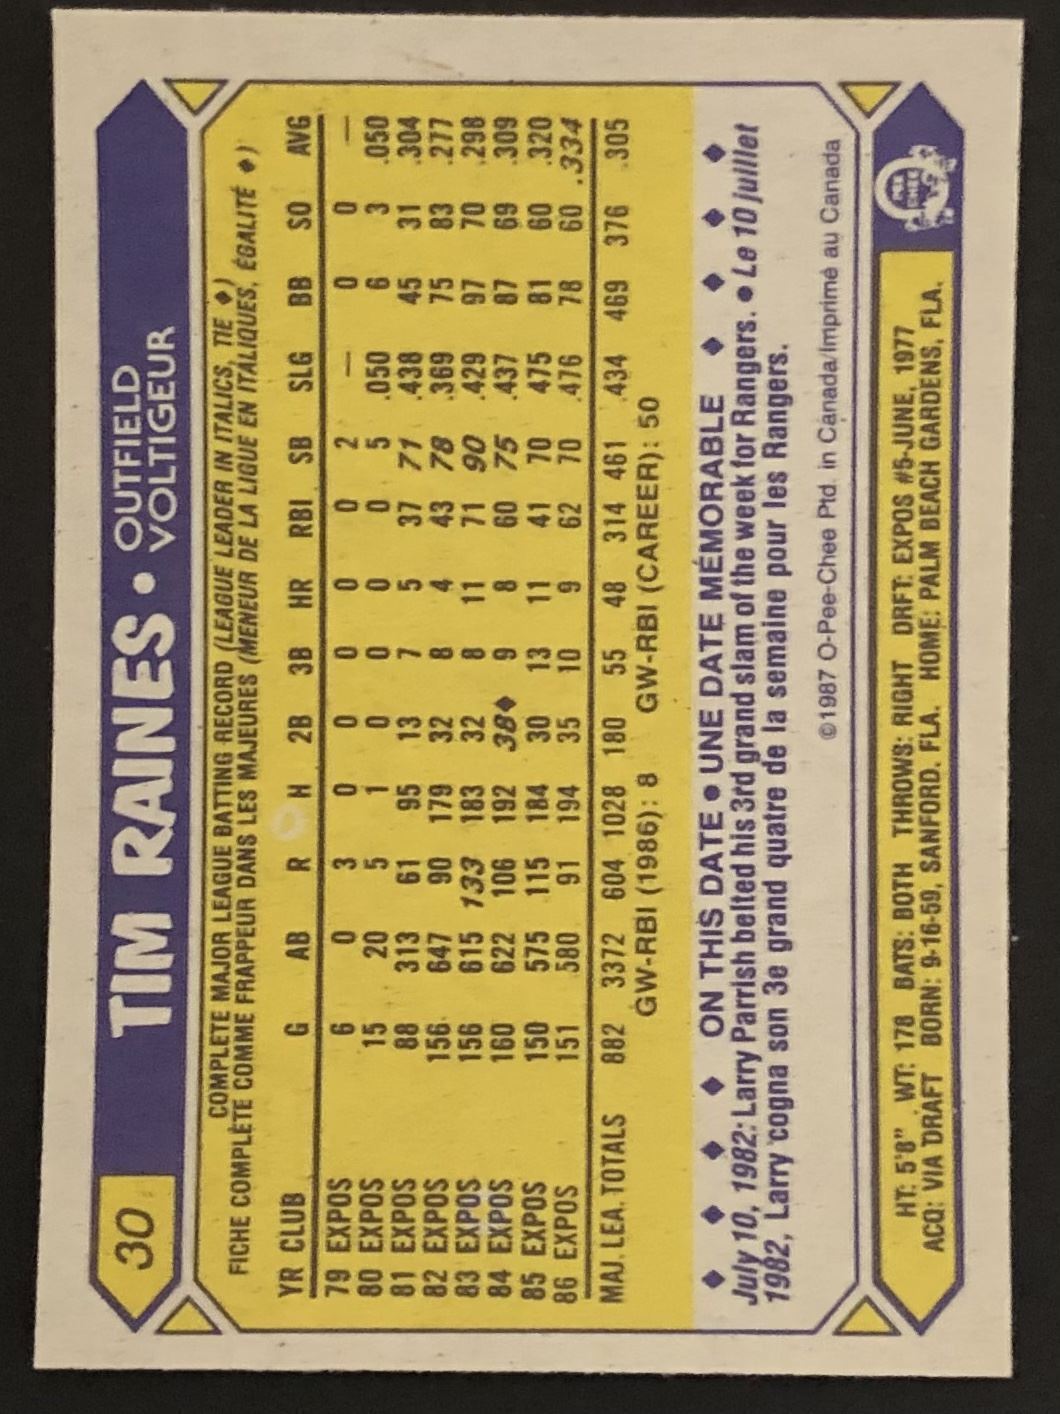 30
TIM RAINES • OUTFIELD
VOLTIGEUR
COMPLETE MAJOR LEAGUE BATTING RECORD (LEAGUE LEADER IN ITALICS, TIE ♦)
FICHE COMPLÈTE COMME FRAPPEUR DANS LES MAJEURES (MENEUR DE LA LIGUE EN ITALIQUES, ÉGALITÉ ♦)
YR CLUB G AB R H 2B 3B HR RBI SB SLG BB SO AVG
79 EXPOS 6 0 3 0 0 0 0 0 2 — 0 0 —
80 EXPOS 15 20 5 1 0 0 0 0 5 .050 6 3 .050
81 EXPOS 88 313 61 95 13 7 5 37 71 .438 45 31 .304
82 EXPOS 156 647 90 179 32 8 4 43 78 .369 75 83 .277
83 EXPOS 156 615 133 183 32 8 11 71 90 .429 97 70 .298
84 EXPOS 160 622 106 192 38♦ 9 8 60 75 .437 87 69 .309
85 EXPOS 150 575 115 184 30 13 11 41 70 .475 81 60 .320
86 EXPOS 151 580 91 194 35 10 9 62 70 .476 78 60 .334
MAJ. LEA. TOTALS 882 3372 604 1028 180 55 48 314 461 .434 469 376 .305
GW-RBI (1986): 8 GW-RBI (CAREER): 50
♦ ♦ ♦ ♦ ON THIS DATE • UNE DATE MÉMORABLE ♦ ♦ ♦ ♦
July 10, 1982: Larry Parrish belted his 3rd grand slam of the week for Rangers. • Le 10 juillet
1982, Larry cogna son 3e grand quatre de la semaine pour les Rangers.
©1987 O-Pee-Chee Ptd. in Canada/Imprimé au Canada
HT: 5'8" WT: 178 BATS: BOTH THROWS: RIGHT DRFT: EXPOS #5-JUNE, 1977
ACQ: VIA DRAFT BORN: 9-16-59, SANFORD. FLA. HOME: PALM BEACH GARDENS, FLA.
O-PEE-CHEE